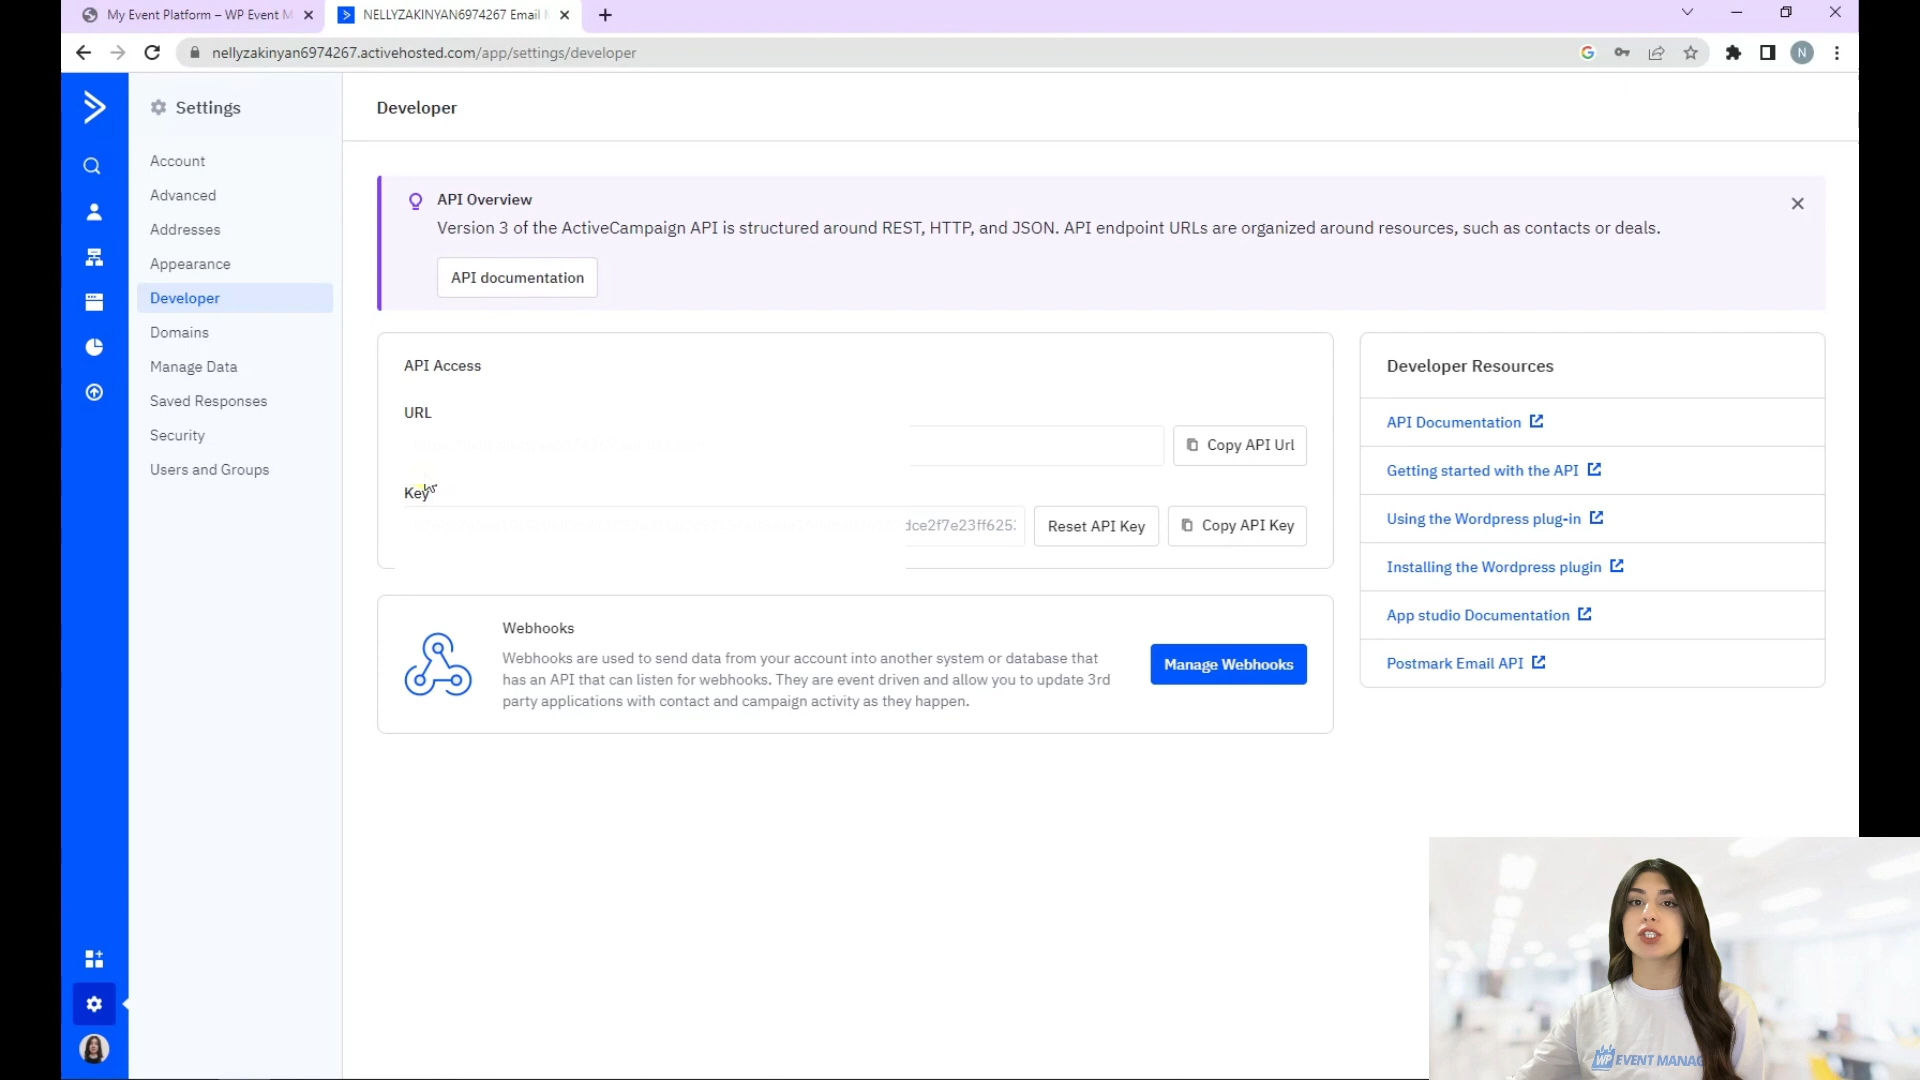 My Event Platform – WP Event M
NELLYZAKINYAN6974267 Email M
nellyzakinyan6974267.activehosted.com/app/settings/developer
N
Settings
Account
Advanced
Addresses
Appearance
Developer
Domains
Manage Data
Saved Responses
Security
Users and Groups
Developer
API Overview
Version 3 of the ActiveCampaign API is structured around REST, HTTP, and JSON. API endpoint URLs are organized around resources, such as contacts or deals.
API documentation
API Access
URL
Copy API Url
Key
dce2f7e23ff625
Reset API Key
Copy API Key
Webhooks
Webhooks are used to send data from your account into another system or database that
has an API that can listen for webhooks. They are event driven and allow you to update 3rd
party applications with contact and campaign activity as they happen.
Manage Webhooks
Developer Resources
API Documentation
Getting started with the API
Using the Wordpress plug-in
Installing the Wordpress plugin
App studio Documentation
Postmark Email API
WP EVENT MANAG